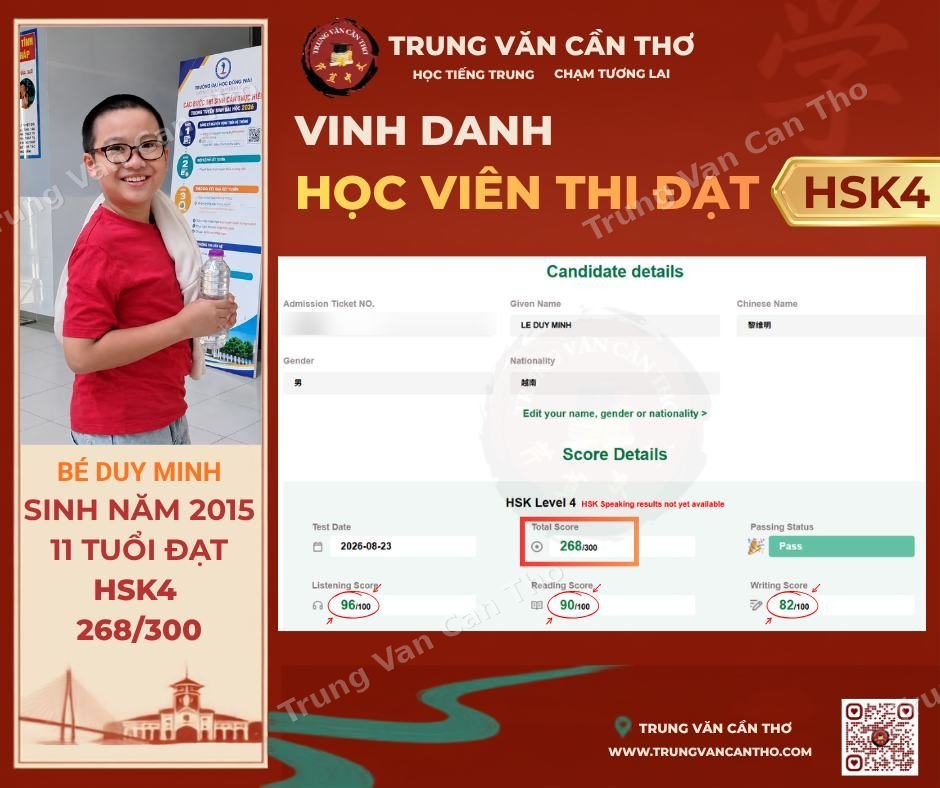 TRUNG VĂN CẦN THƠ
HỌC TIẾNG TRUNG CHẠM TƯƠNG LAI
VINH DANH
HỌC VIÊN THI ĐẠT HSK4
TRƯỜNG ĐẠI HỌC ĐỒNG NAI
BÉ DUY MINH
SINH NĂM 2015
11 TUỔI ĐẠT
HSK4
268/300
Candidate details
Admission Ticket NO. Given Name Chinese Name
LE DUY MINH 黎维明
Gender Nationality
男 越南
Edit your name, gender or nationality >
Score Details
HSK Level 4 HSK Speaking results not yet available
Test Date Total Score Passing Status
2026-08-23 268/300 Pass
Listening Score Reading Score Writing Score
96/100 90/100 82/100
TRUNG VĂN CẦN THƠ
WWW.TRUNGVANCANTHO.COM
Trung Van Can Tho